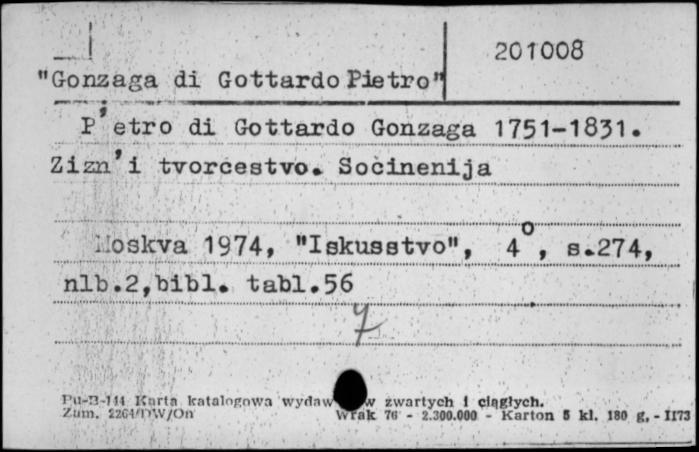 201008
"Gonzaga di Gottardo Pietro"
P'etro di Gottardo Gonzaga 1751-1831.
Zizn'i tvorcestvo. Socinenija
Moskva 1974, "Iskusstvo", 4°, s.274,
nlb.2,bibl. tabl.56
Pu-B-144 Karta katalogowa wydaw w zwartych i ciągłych.
Zam. 2264/DW/On Wrak 76 - 2.300.000 - Karton 5 kl. 180 g, - 1173